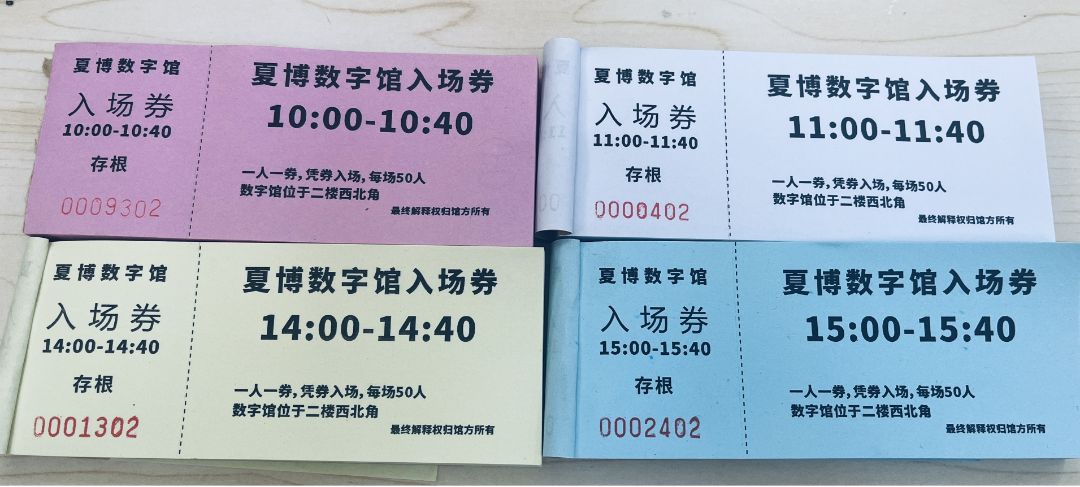 夏博数字馆
入场券
10:00-10:40
存根
0009302
夏博数字馆入场券
10:00-10:40
一人一券,凭券入场,每场50人
数字馆位于二楼西北角
最终解释权归馆方所有
夏博数字馆
入场券
11:00-11:40
存根
0000402
夏博数字馆入场券
11:00-11:40
一人一券,凭券入场,每场50人
数字馆位于二楼西北角
最终解释权归馆方所有
夏博数字馆
入场券
14:00-14:40
存根
0001302
夏博数字馆入场券
14:00-14:40
一人一券,凭券入场,每场50人
数字馆位于二楼西北角
最终解释权归馆方所有
夏博数字馆
入场券
15:00-15:40
存根
0002402
夏博数字馆入场券
15:00-15:40
一人一券,凭券入场,每场50人
数字馆位于二楼西北角
最终解释权归馆方所有